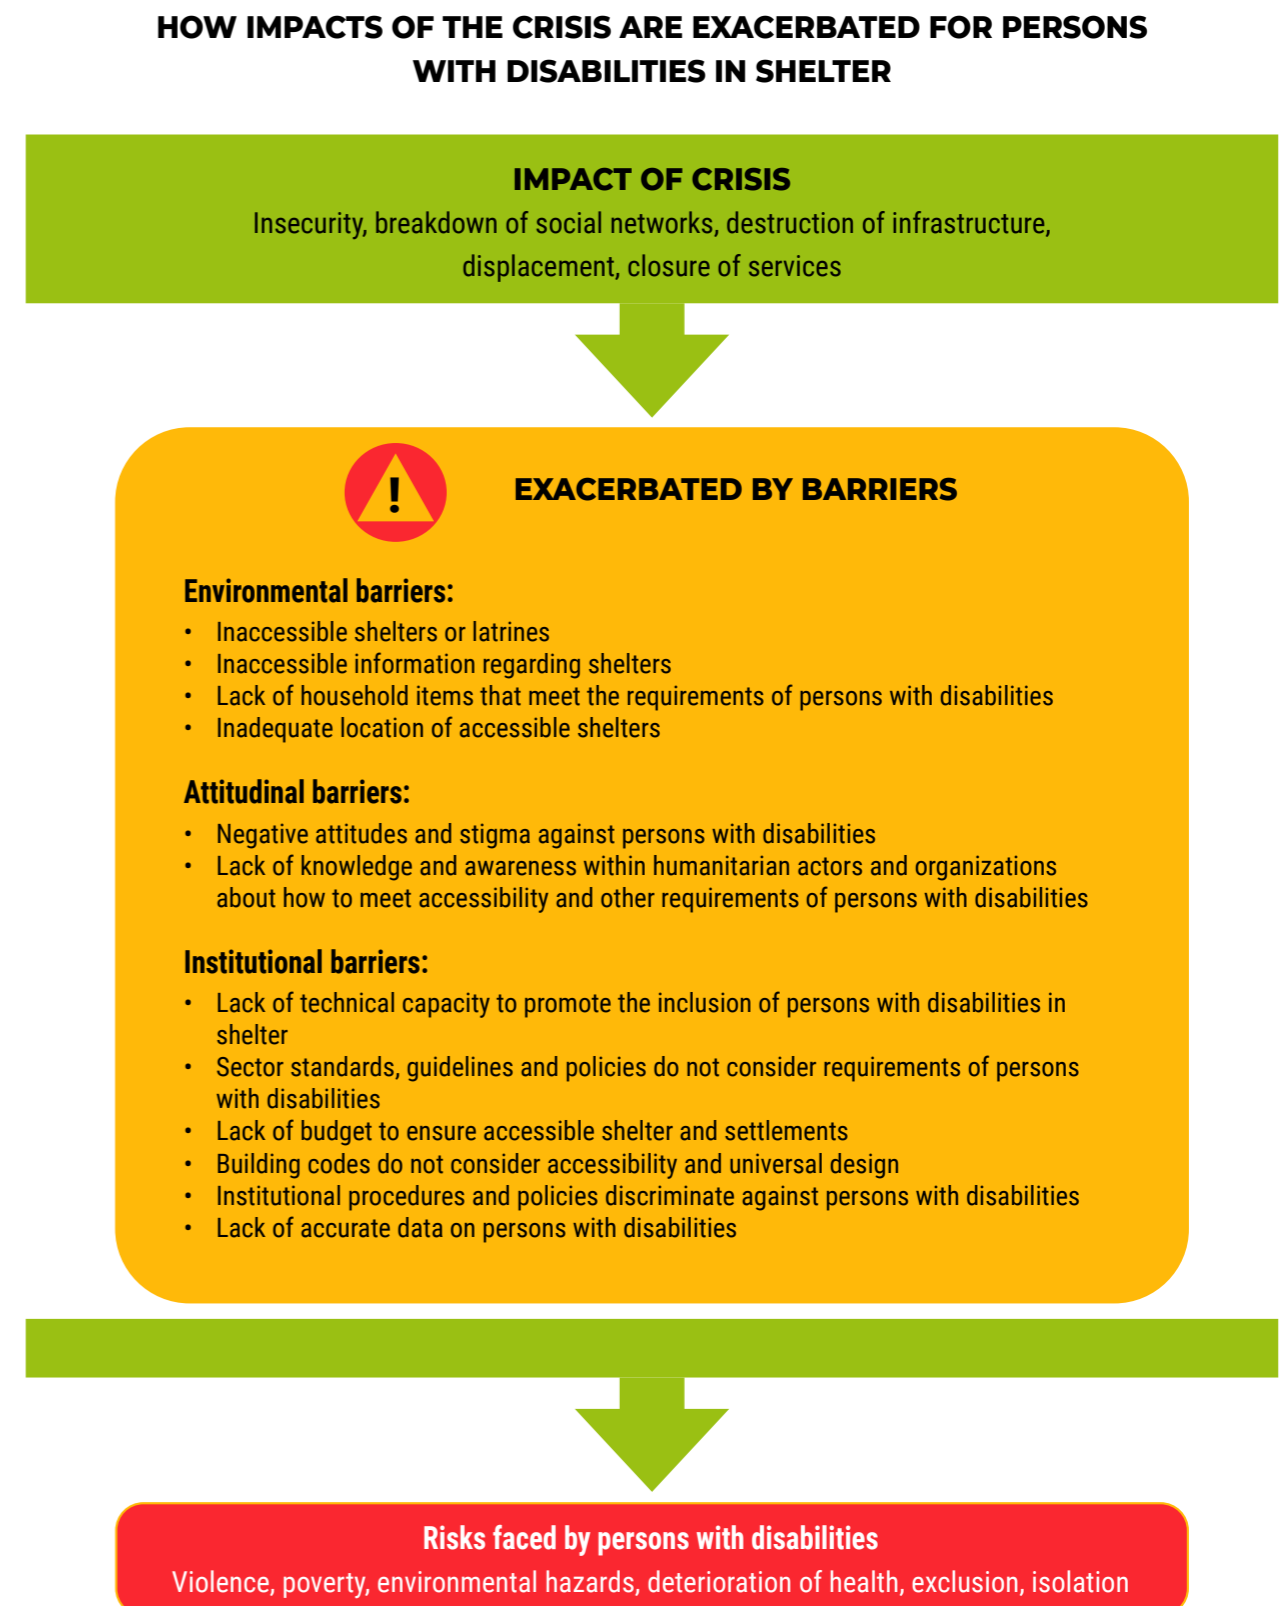 HOW IMPACTS OF THE CRISIS ARE EXACERBATED FOR PERSONS
WITH DISABILITIES IN SHELTER
IMPACT OF CRISIS
Insecurity, breakdown of social networks, destruction of infrastructure,
displacement, closure of services
!
EXACERBATED BY BARRIERS
Environmental barriers:
• Inaccessible shelters or latrines
• Inaccessible information regarding shelters
• Lack of household items that meet the requirements of persons with disabilities
• Inadequate location of accessible shelters
Attitudinal barriers:
• Negative attitudes and stigma against persons with disabilities
• Lack of knowledge and awareness within humanitarian actors and organizations
about how to meet accessibility and other requirements of persons with disabilities
Institutional barriers:
• Lack of technical capacity to promote the inclusion of persons with disabilities in
shelter
• Sector standards, guidelines and policies do not consider requirements of persons
with disabilities
• Lack of budget to ensure accessible shelter and settlements
• Building codes do not consider accessibility and universal design
• Institutional procedures and policies discriminate against persons with disabilities
• Lack of accurate data on persons with disabilities
Risks faced by persons with disabilities
Violence, poverty, environmental hazards, deterioration of health, exclusion, isolation